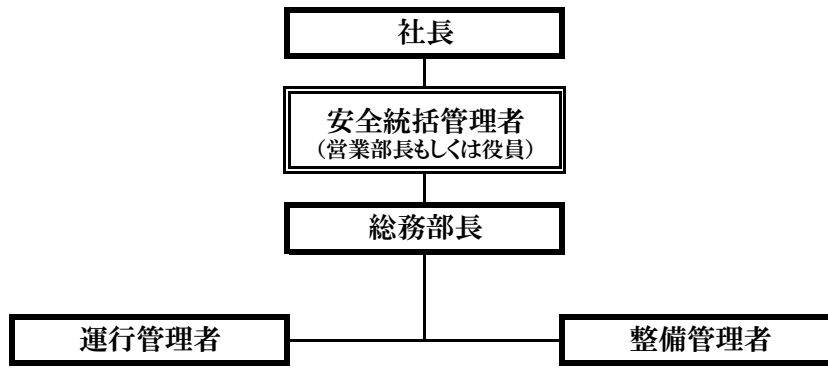 社長
安全統括管理者
（営業部長もしくは役員）
総務部長
運行管理者
整備管理者